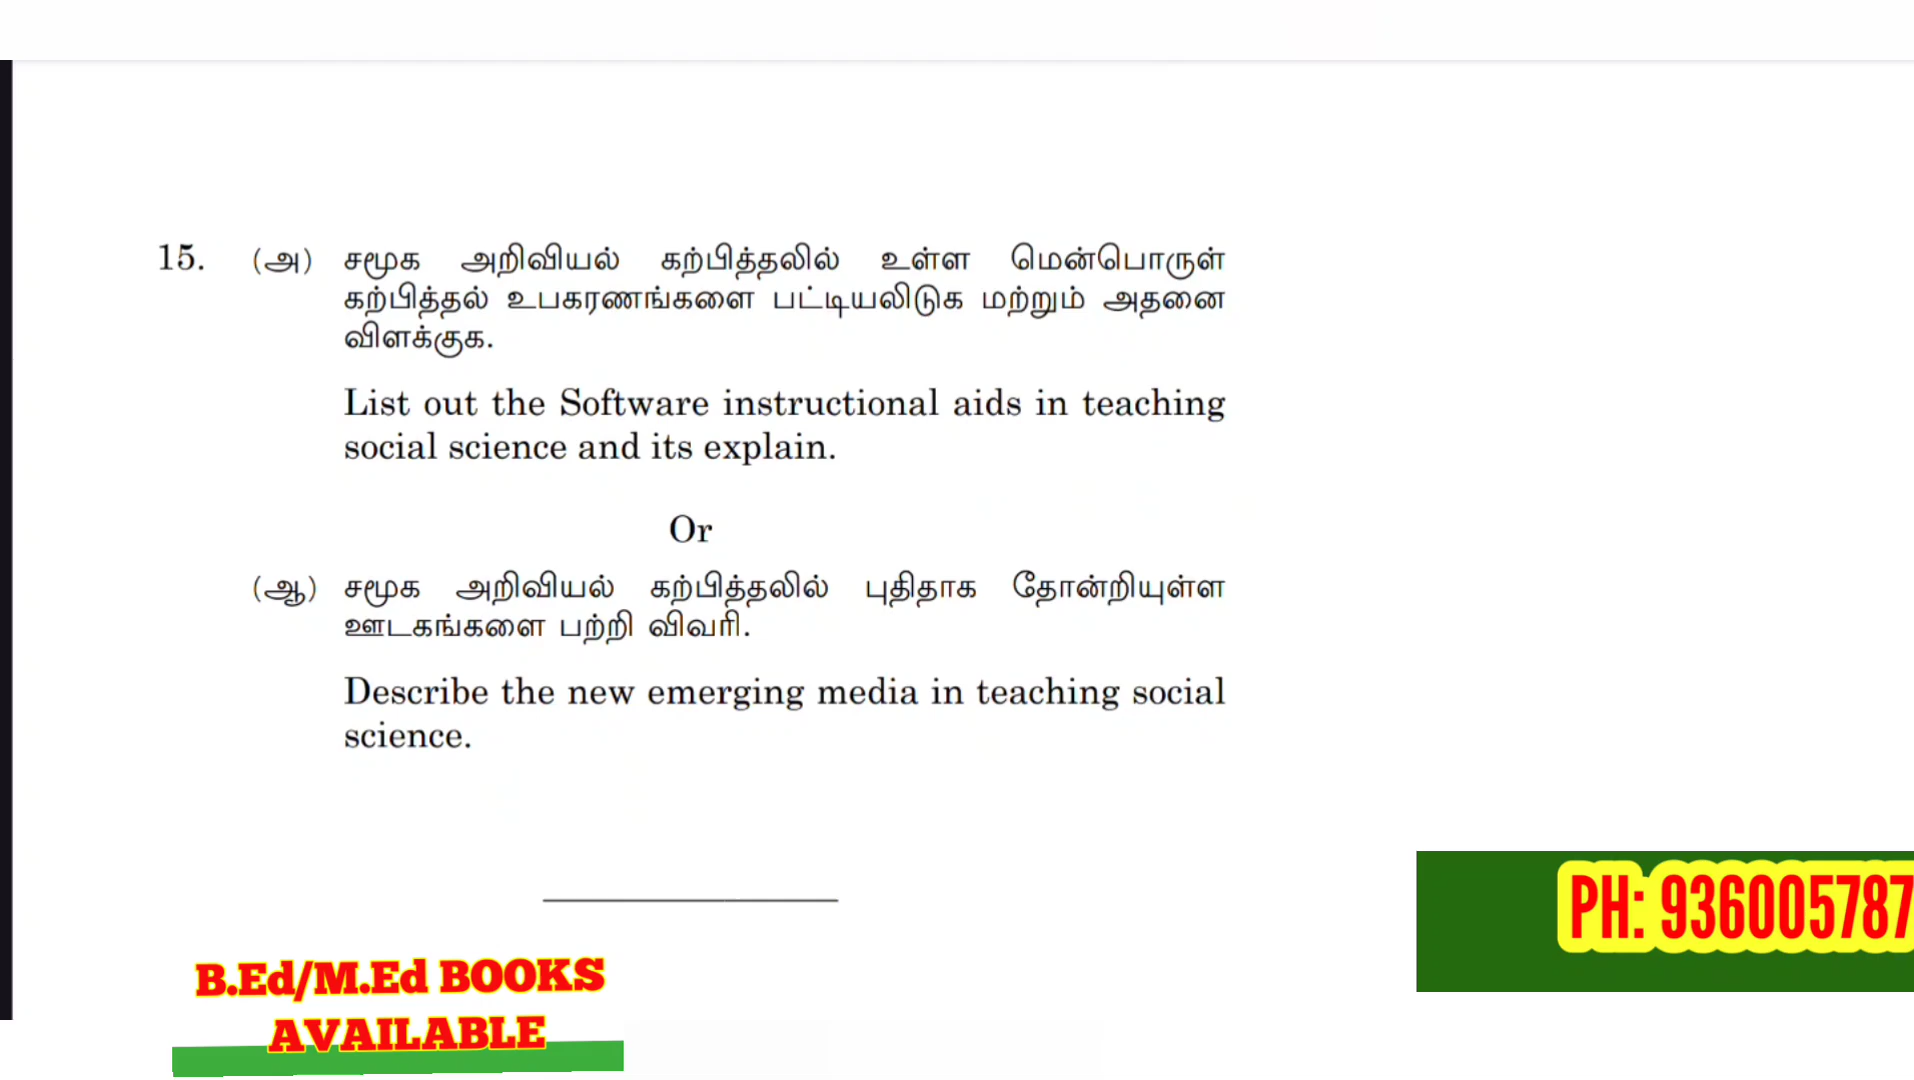 15. (அ) சமூக அறிவியல் கற்பித்தலில் உள்ள மென்பொருள்
கற்பித்தல் உபகரணங்களை பட்டியலிடுக மற்றும் அதனை
விளக்குக.
List out the Software instructional aids in teaching
social science and its explain.
Or
(ஆ) சமூக அறிவியல் கற்பித்தலில் புதிதாக தோன்றியுள்ள
ஊடகங்களை பற்றி விவரி.
Describe the new emerging media in teaching social
science.
PH: 936005787
B.Ed/M.Ed BOOKS
AVAILABLE